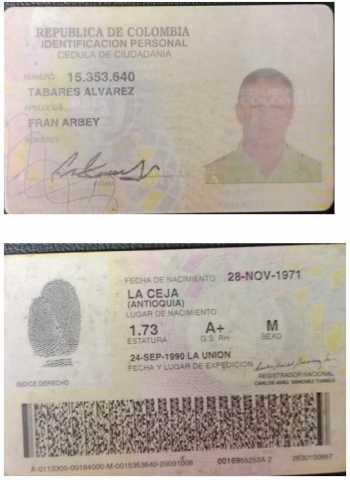 REPUBLICA DE COLOMBIA
IDENTIFICACION PERSONAL
CEDULA DE CIUDADANIA
NUMERO 15.353.640
TABARES ALVAREZ
APELLIDOS
FRAN ARBEY
NOMBRES
FECHA DE NACIMIENTO 28-NOV-1971
LA CEJA
(ANTIOQUIA)
LUGAR DE NACIMIENTO
1.73 A+ M
ESTATURA G.S. RH SEXO
24-SEP-1990 LA UNION
FECHA Y LUGAR DE EXPEDICION
INDICE DERECHO
REGISTRADOR NACIONAL
CARLOS ARIEL SANCHEZ TORRES